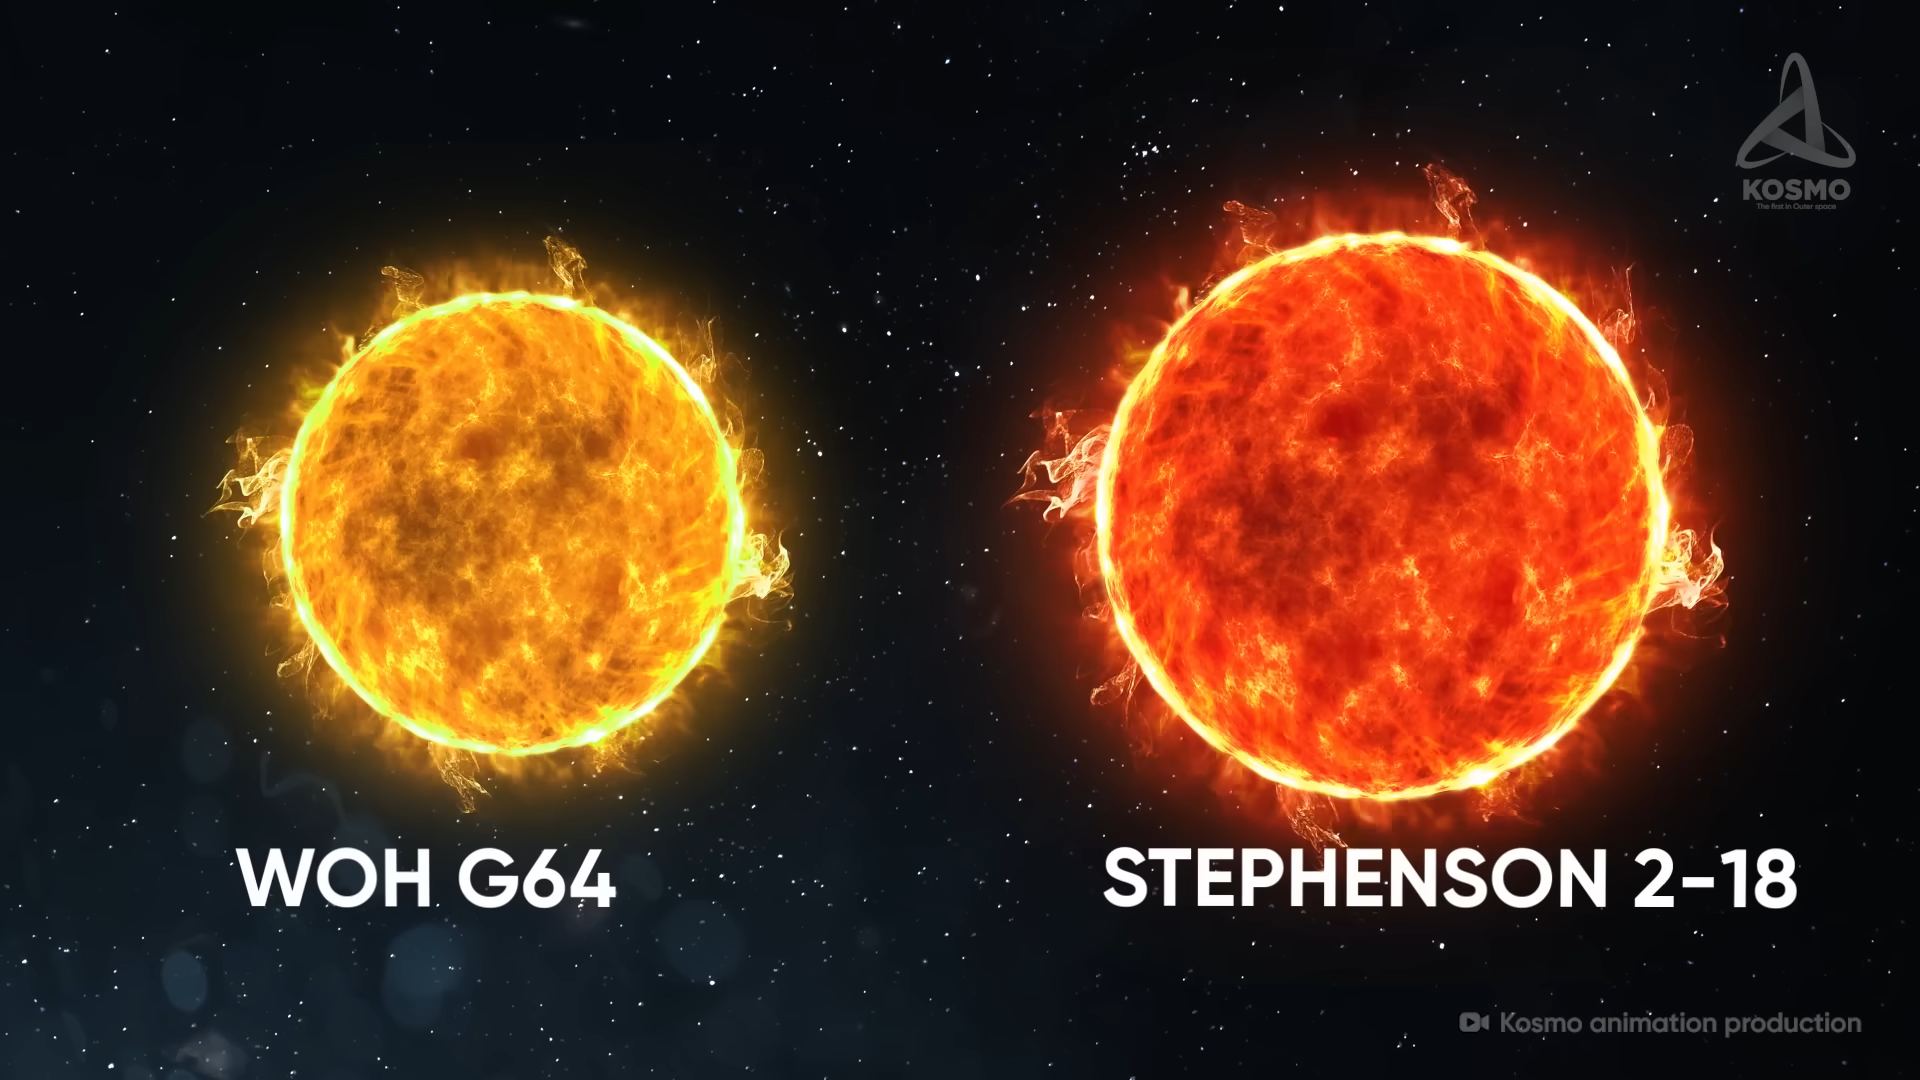 KOSMO
The first in Outer space
WOH G64
STEPHENSON 2-18
Kosmo animation production